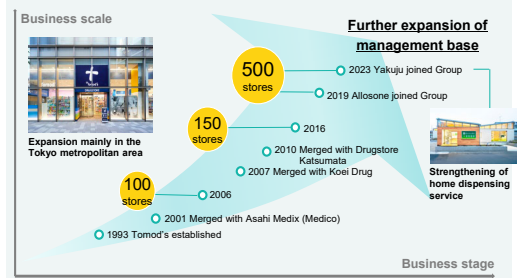 Business scale
Further expansion of
management base
500
stores
2023 Yakuju joined Group
2019 Allosone joined Group
Expansion mainly in the
Tokyo metropolitan area
150
stores
2016
2010 Merged with Drugstore
Katsumata
2007 Merged with Koei Drug
Strengthening of
home dispensing
service
100
stores
2006
2001 Merged with Asahi Medix (Medico)
1993 Tomod's established
Business stage